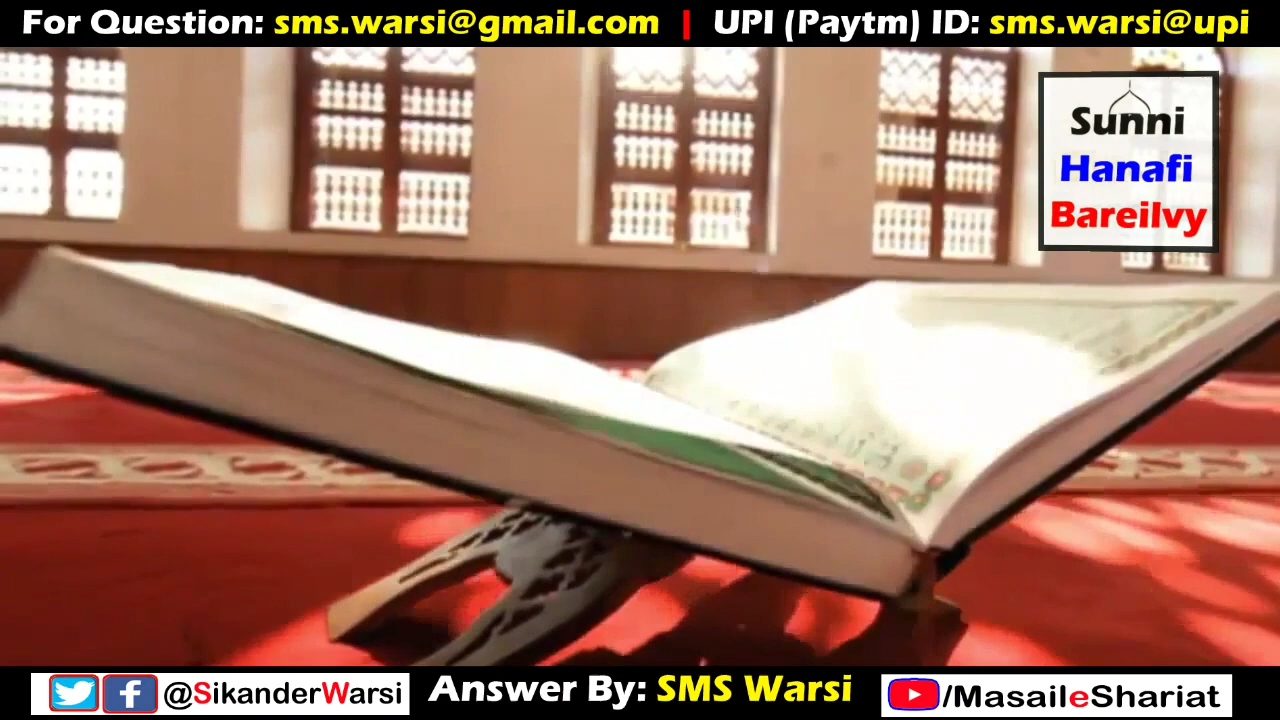 For Question: sms.warsi@gmail.com | UPI (Paytm) ID: sms.warsi@upi
Sunni
Hanafi
Bareilvy
@SikanderWarsi
Answer By: SMS Warsi
/MasaileShariat